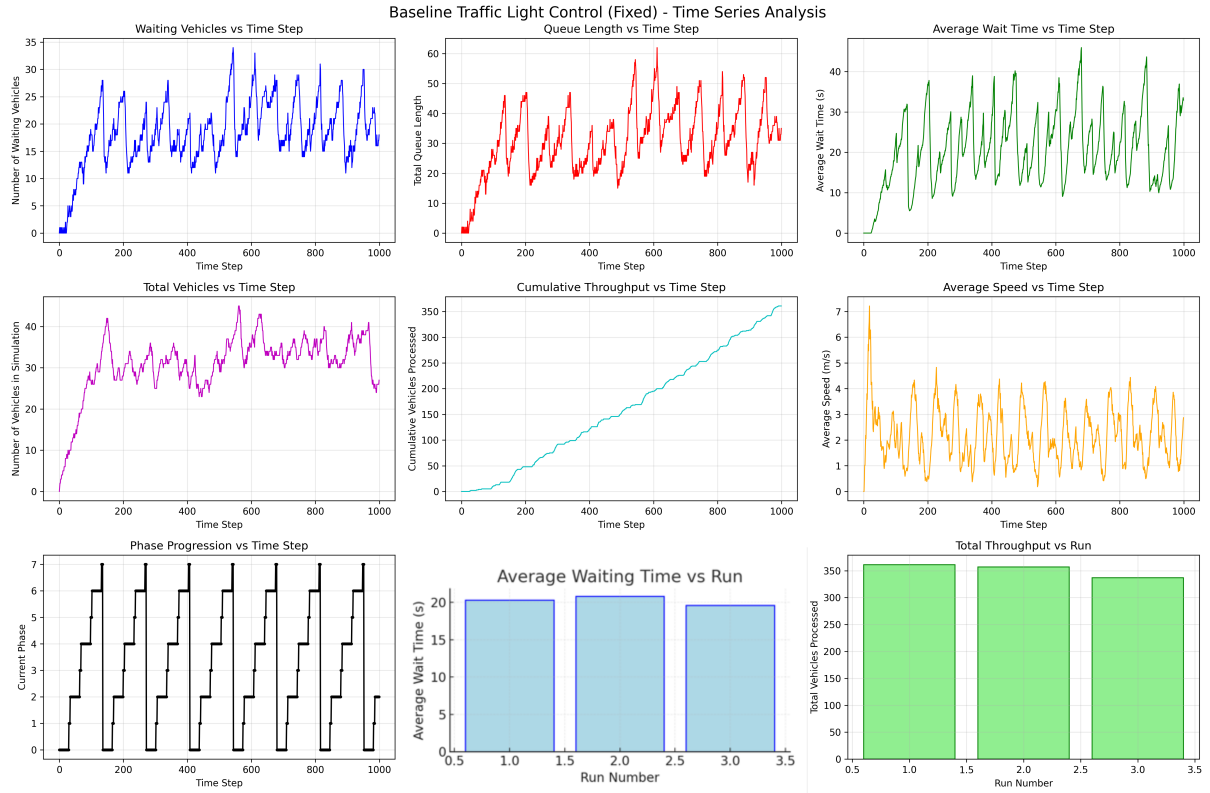 Baseline Traffic Light Control (Fixed) - Time Series Analysis
Waiting Vehicles vs Time Step
Number of Waiting Vehicles
35
30
25
20
15
10
5
0
0 200 400 600 800 1000
Time Step
Queue Length vs Time Step
Total Queue Length
60
50
40
30
20
10
0
0 200 400 600 800 1000
Time Step
Average Wait Time vs Time Step
Average Wait Time (s)
40
30
20
10
0
0 200 400 600 800 1000
Time Step
Total Vehicles vs Time Step
Number of Vehicles in Simulation
40
30
20
10
0
0 200 400 600 800 1000
Time Step
Cumulative Throughput vs Time Step
Cumulative Vehicles Processed
350
300
250
200
150
100
50
0
0 200 400 600 800 1000
Time Step
Average Speed vs Time Step
Average Speed (m/s)
7
6
5
4
3
2
1
0
0 200 400 600 800 1000
Time Step
Phase Progression vs Time Step
Current Phase
7
6
5
4
3
2
1
0
0 200 400 600 800 1000
Time Step
Average Waiting Time vs Run
Average Wait Time (s)
20
15
10
5
0
0.5 1.0 1.5 2.0 2.5 3.0 3.5
Run Number
Total Throughput vs Run
Total Vehicles Processed
350
300
250
200
150
100
50
0
0.5 1.0 1.5 2.0 2.5 3.0 3.5
Run Number